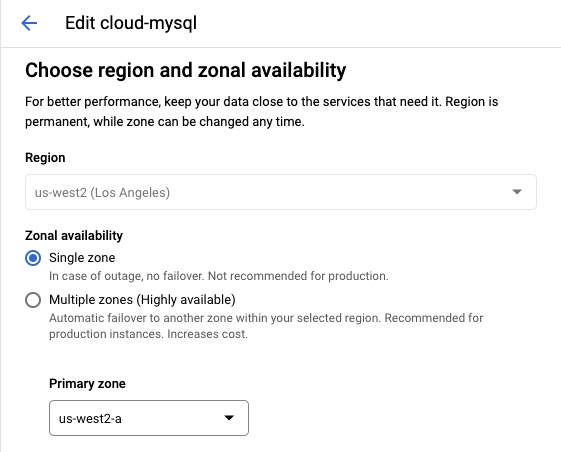 Edit cloud-mysql
Choose region and zonal availability
For better performance, keep your data close to the services that need it. Region is
permanent, while zone can be changed any time.
Region
us-west2 (Los Angeles)
Zonal availability
Single zone
In case of outage, no failover. Not recommended for production.
Multiple zones (Highly available)
Automatic failover to another zone within your selected region. Recommended for
production instances. Increases cost.
Primary zone
us-west2-a